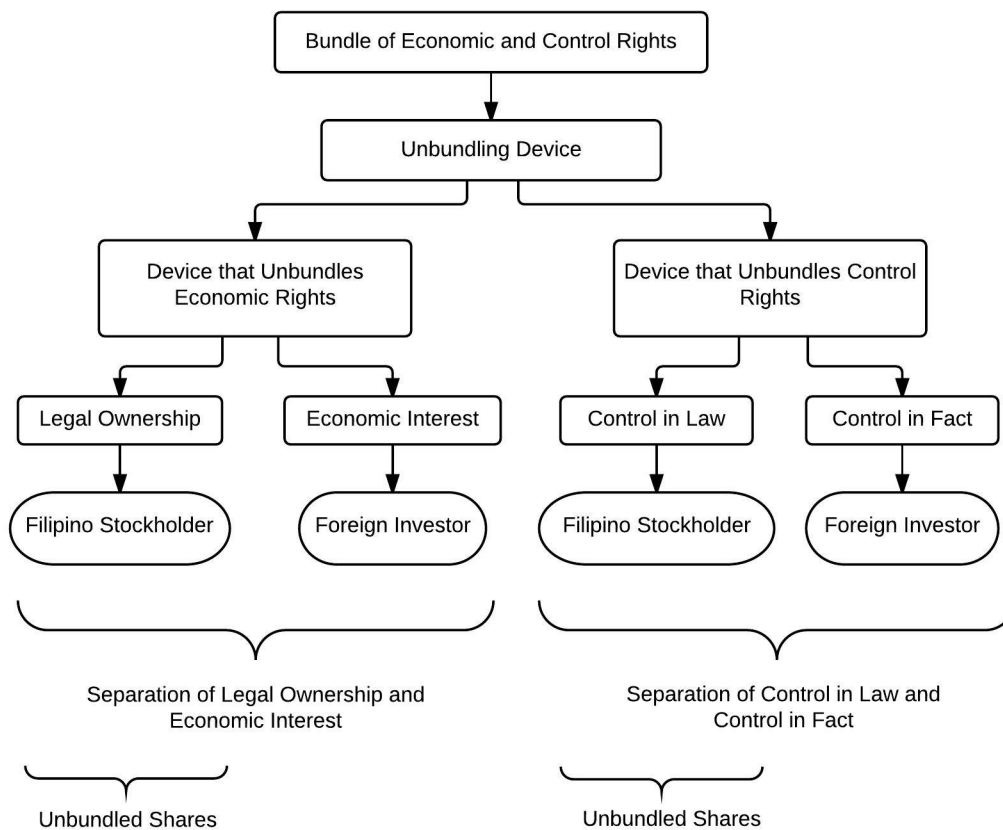 Bundle of Economic and Control Rights
Unbundling Device
Device that Unbundles
Economic Rights
Device that Unbundles Control
Rights
Legal Ownership
Economic Interest
Control in Law
Control in Fact
Filipino Stockholder
Foreign Investor
Filipino Stockholder
Foreign Investor
Separation of Legal Ownership and
Economic Interest
Separation of Control in Law and
Control in Fact
Unbundled Shares
Unbundled Shares